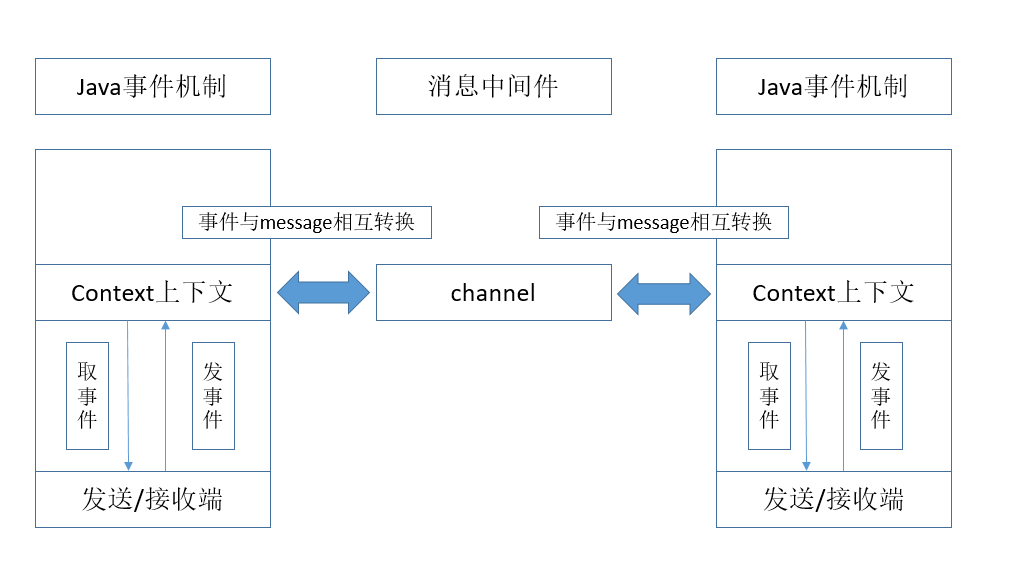 Java事件机制
消息中间件
Java事件机制
事件与message相互转换
事件与message相互转换
Context上下文
channel
Context上下文
取
事
件
发
事
件
取
事
件
发
事
件
发送/接收端
发送/接收端